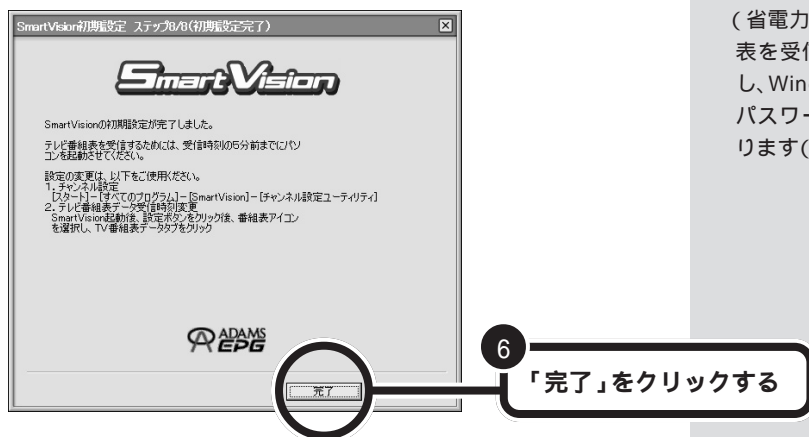 SmartVision初期設定 ステップ8/8(初期設定完了)
SmartVision
SmartVisionの初期設定が完了しました。
テレビ番組表を受信するためには、受信時刻の5分前までにパソ
コンを起動させてください。
設定の変更は、以下をご使用ください。
1. チャンネル設定
[スタート]-[すべてのプログラム]-[SmartVision]-[チャンネル設定ユーティリティ]
2. テレビ番組表データ受信時刻変更
SmartVision起動後、設定ボタンをクリック後、番組表アイコン
を選択し、TV番組表データタブをクリック
ADAMS
EPG
完了
6
「完了」をクリックする
(省電力
表を受信
し、Win
パスワー
ります(